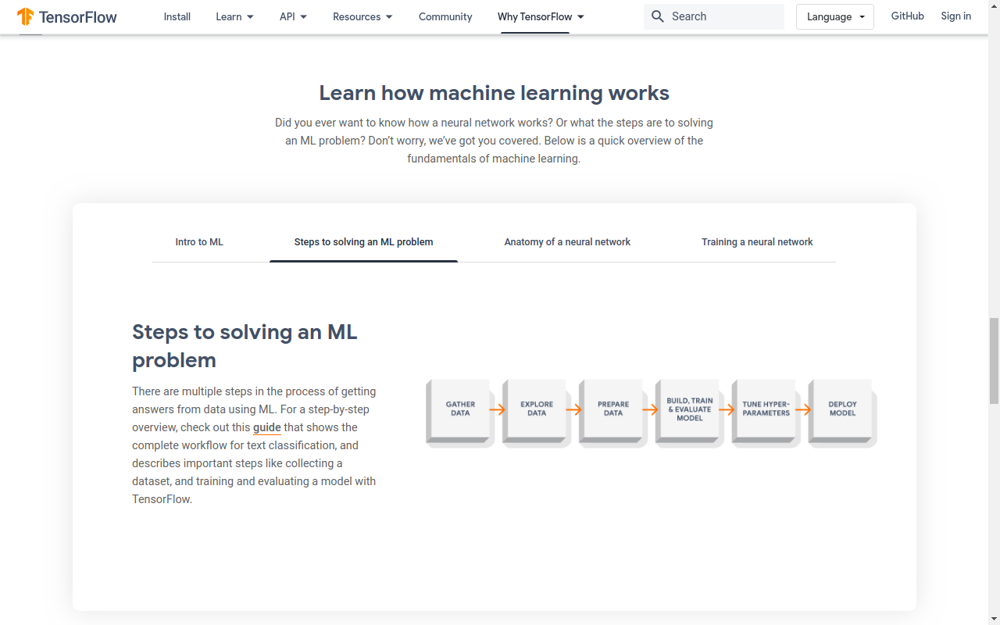 TensorFlow
Install
Learn
API
Resources
Community
Why TensorFlow
Search
Language
GitHub
Sign in
Learn how machine learning works
Did you ever want to know how a neural network works? Or what the steps are to solving
an ML problem? Don’t worry, we’ve got you covered. Below is a quick overview of the
fundamentals of machine learning.
Intro to ML
Steps to solving an ML problem
Anatomy of a neural network
Training a neural network
Steps to solving an ML
problem
There are multiple steps in the process of getting
answers from data using ML. For a step-by-step
overview, check out this guide that shows the
complete workflow for text classification, and
describes important steps like collecting a
dataset, and training and evaluating a model with
TensorFlow.
GATHER
DATA
EXPLORE
DATA
PREPARE
DATA
BUILD, TRAIN
& EVALUATE
MODEL
TUNE HYPER-
PARAMETERS
DEPLOY
MODEL